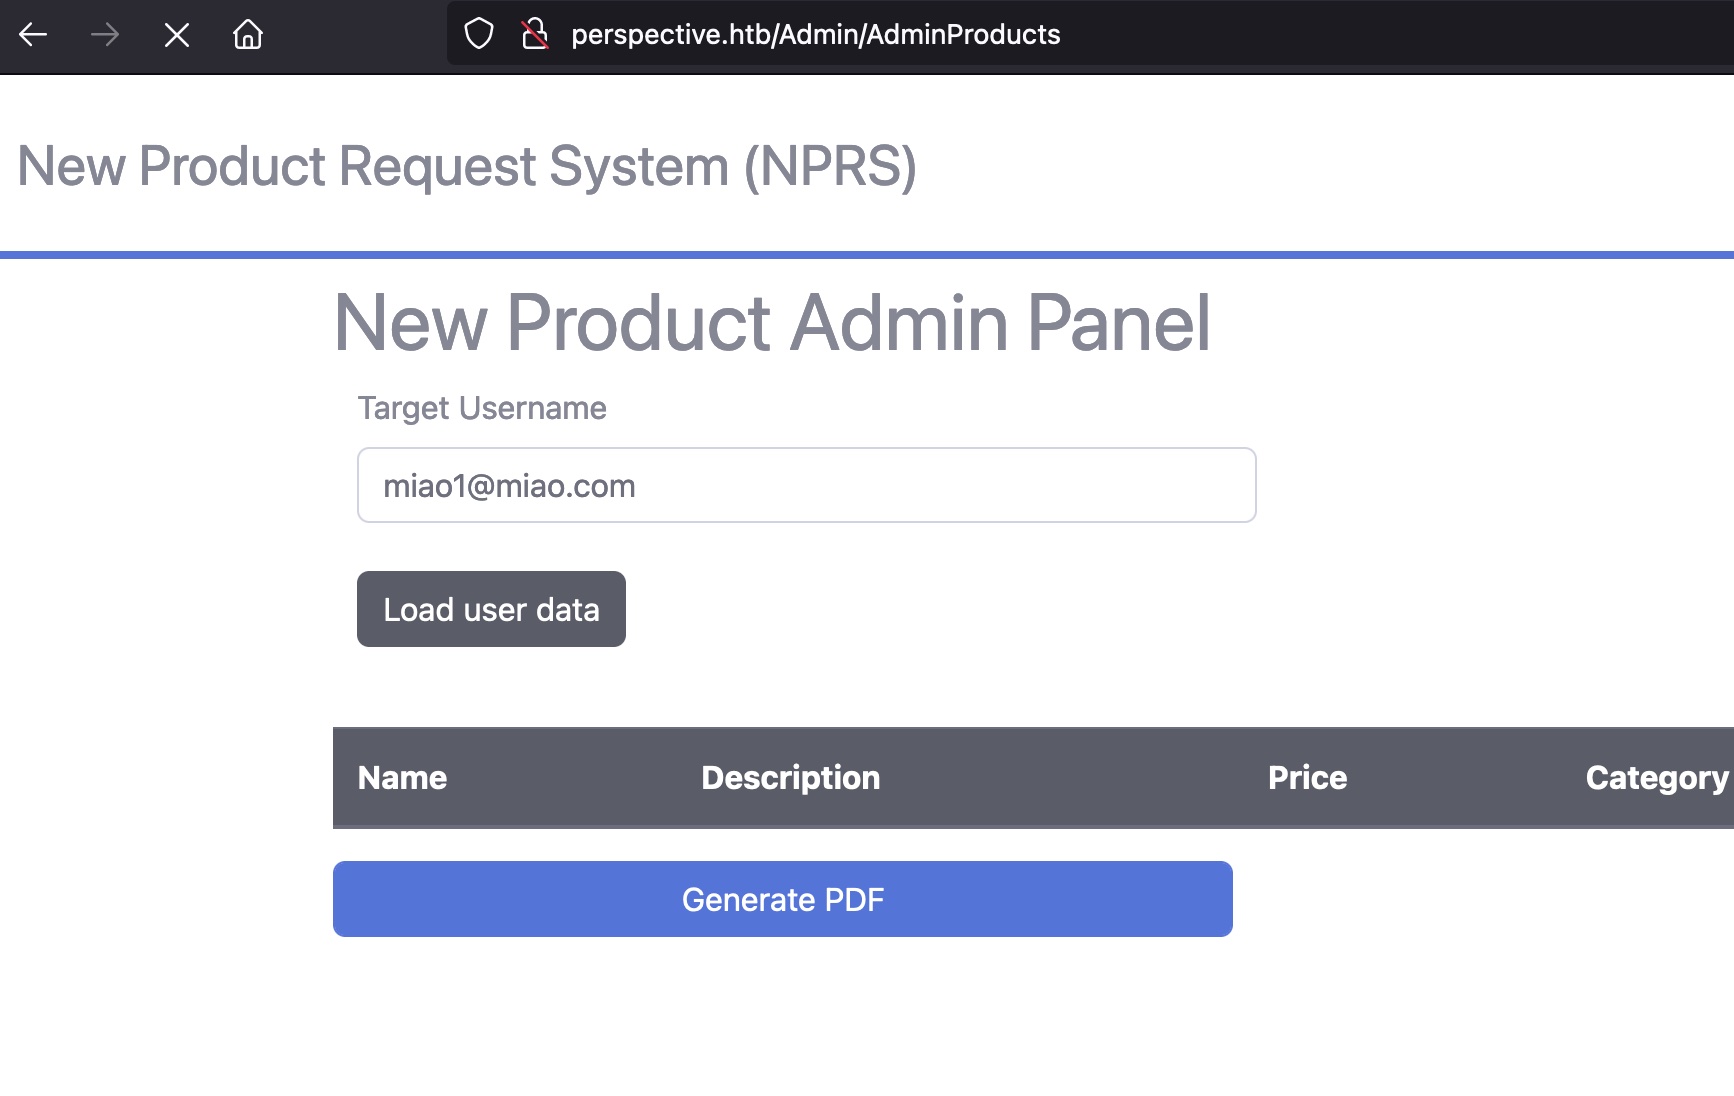 perspective.htb/Admin/AdminProducts
New Product Request System (NPRS)
New Product Admin Panel
Target Username
miao1@miao.com
Load user data
Name Description Price Category
Generate PDF